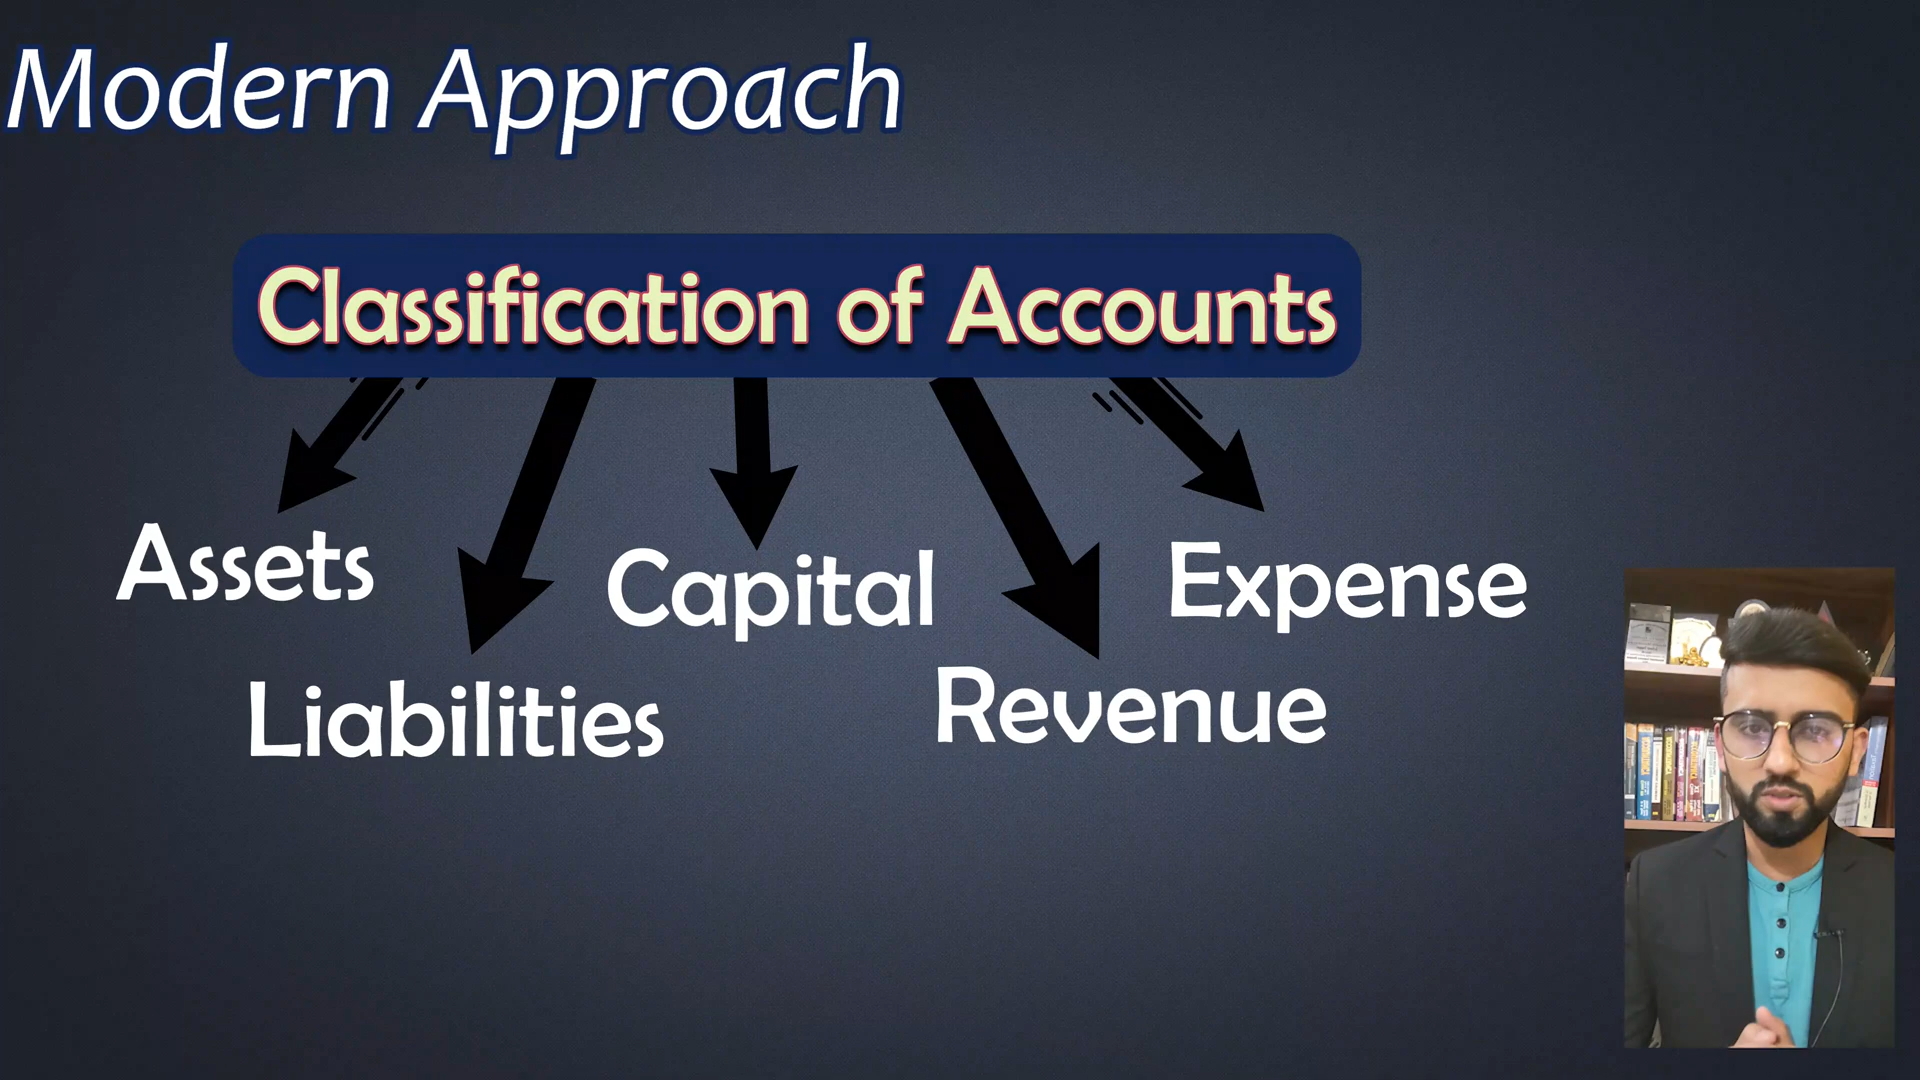 Modern Approach
Classification of Accounts
Assets
Liabilities
Capital
Revenue
Expense